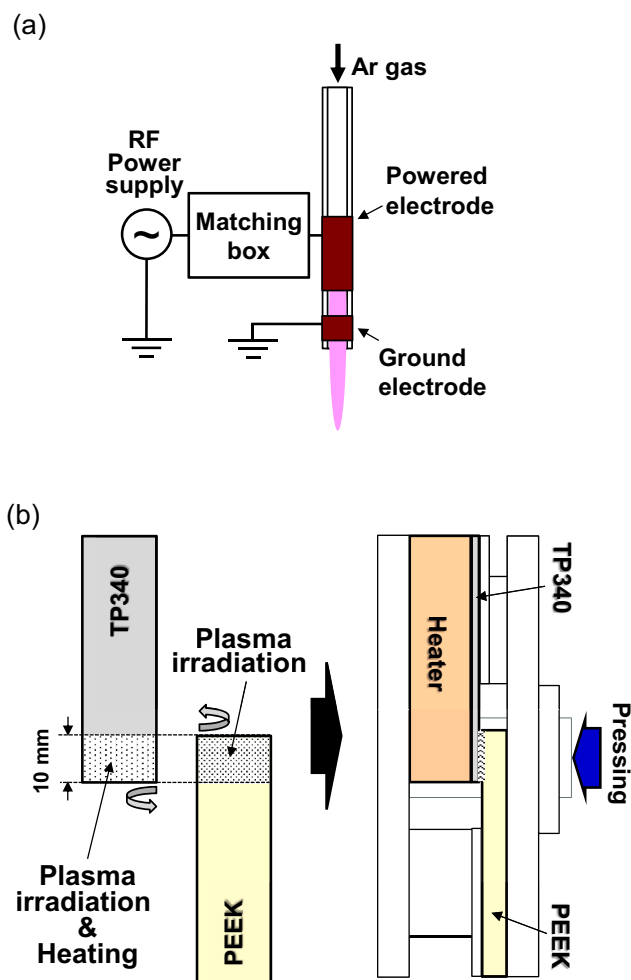 (a)
Ar gas
RF
Power
supply
~
Matching
box
Powered
electrode
Ground
electrode
(b)
TP340
Plasma
irradiation
10 mm
Plasma
irradiation
&
Heating
PEEK
Heater
TP340
Pressing
PEEK